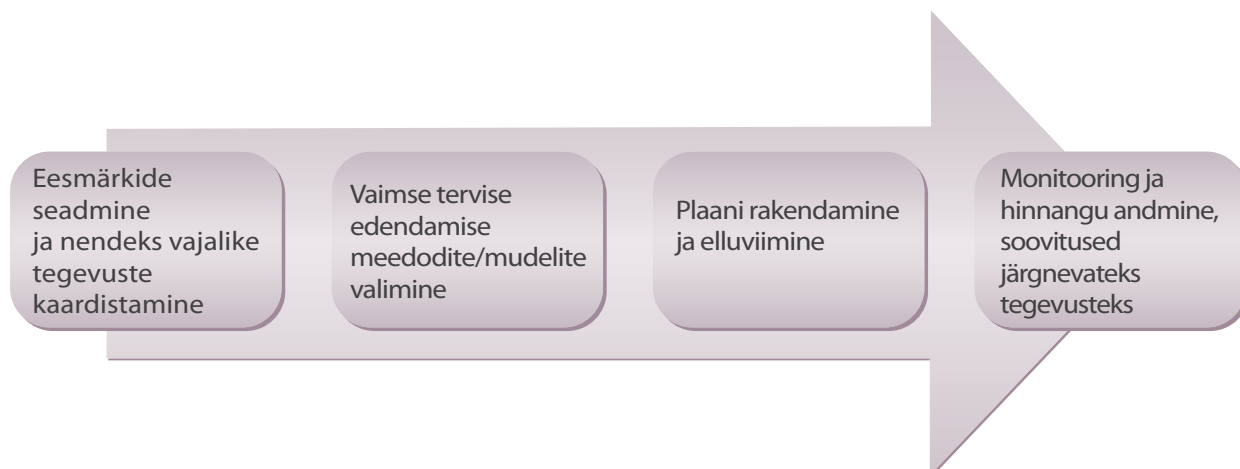 Eesmärkide
seadmine
ja nendeks vajalike
tegevuste
kaardistamine
Vaimse tervise
edendamise
meedodite/mudelite
valimine
Plaani rakendamine
ja elluviimine
Monitooring ja
hinnangu andmine,
soovitused
järgnevateks
tegevusteks